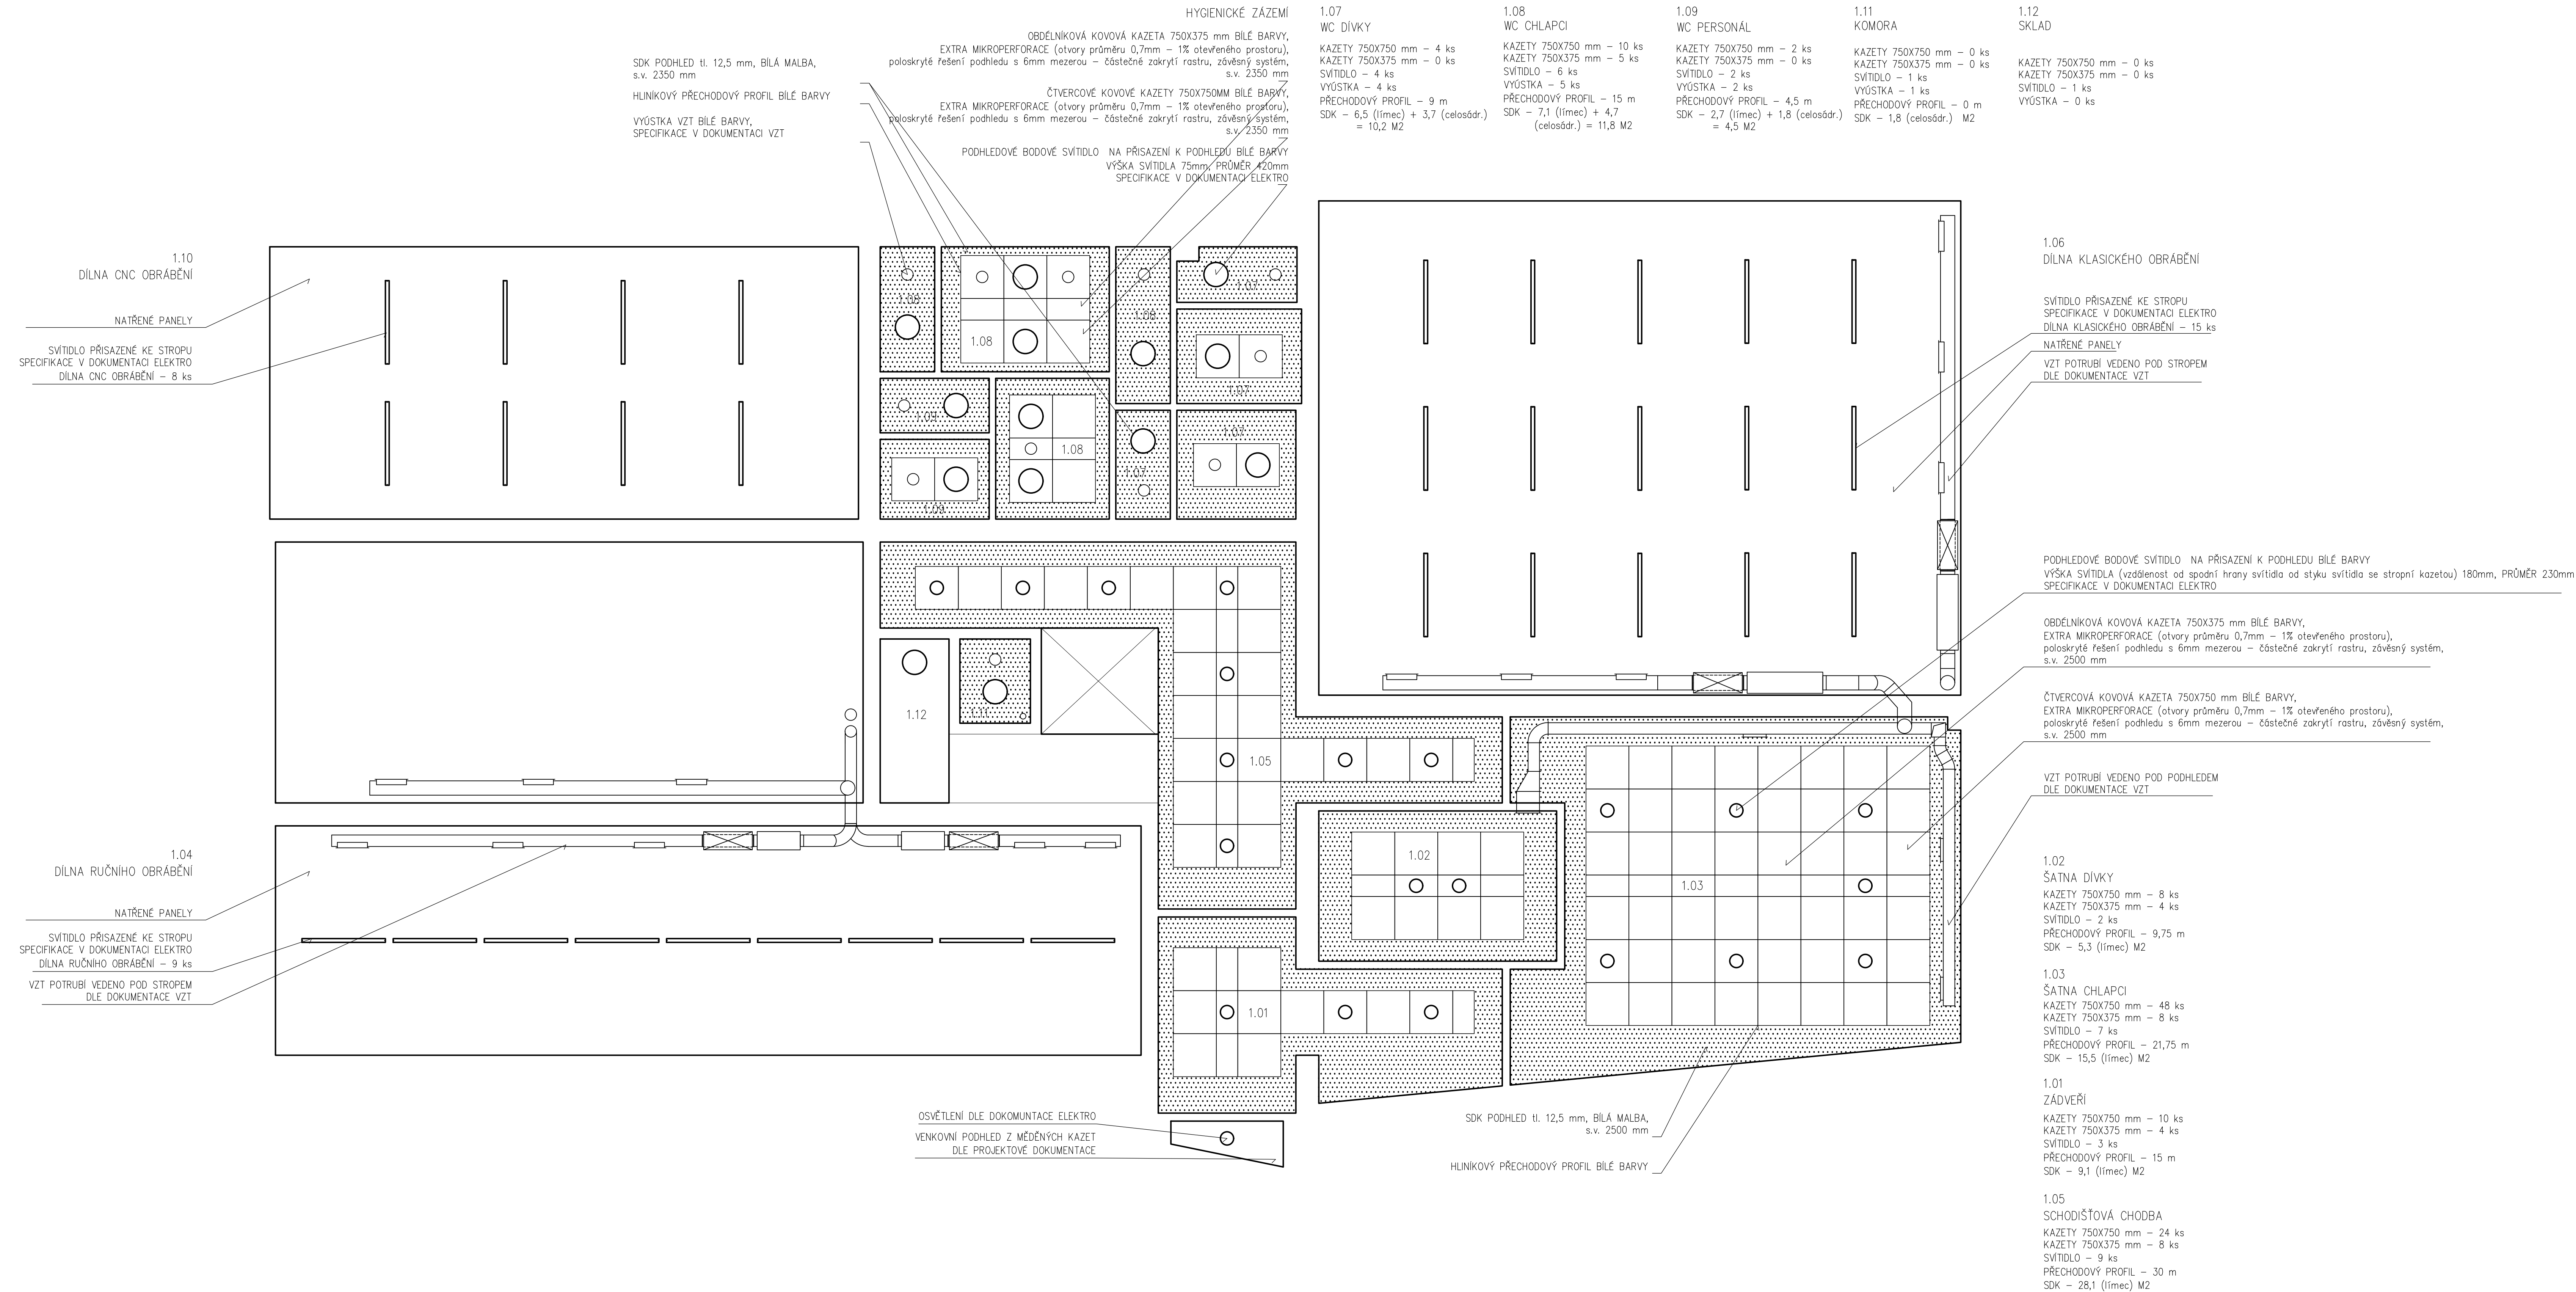 HYGIENICKÉ ZÁZEMÍ
OBDÉLNÍKOVÁ KOVOVÁ KAZETA 750X375 mm BÍLÉ BARVY,
EXTRA MIKROPERFORACE (otvory průměru 0,7mm – 1% otevřeného prostoru),
poloskryté řešení podhledu s 6mm mezerou – částečné zakrytí rastru, závěsný systém,
s.v. 2350 mm
ČTVERCOVÉ KOVOVÉ KAZETY 750X750MM BÍLÉ BARVY,
EXTRA MIKROPERFORACE (otvory průměru 0,7mm – 1% otevřeného prostoru),
poloskryté řešení podhledu s 6mm mezerou – částečné zakrytí rastru, závěsný systém,
s.v. 2350 mm
PODHLEDOVÉ BODOVÉ SVÍTIDLO NA PŘISAZENÍ K PODHLEDU BÍLÉ BARVY
VÝŠKA SVÍTIDLA 75mm, PRŮMĚR 420mm
SPECIFIKACE V DOKUMENTACI ELEKTRO
SDK PODHLED tl. 12,5 mm, BÍLÁ MALBA,
s.v. 2350 mm
HLINÍKOVÝ PŘECHODOVÝ PROFIL BÍLÉ BARVY
VYÚSTKA VZT BÍLÉ BARVY,
SPECIFIKACE V DOKUMENTACI VZT
1.07
WC DÍVKY
KAZETY 750X750 mm – 4 ks
KAZETY 750X375 mm – 0 ks
SVÍTIDLO – 4 ks
VYÚSTKA – 4 ks
PŘECHODOVÝ PROFIL – 9 m
SDK – 6,5 (límec) + 3,7 (celosádr.)
= 10,2 M2
1.08
WC CHLAPCI
KAZETY 750X750 mm – 10 ks
KAZETY 750X375 mm – 5 ks
SVÍTIDLO – 6 ks
VYÚSTKA – 5 ks
PŘECHODOVÝ PROFIL – 15 m
SDK – 7,1 (límec) + 4,7
(celosádr.) = 11,8 M2
1.09
WC PERSONÁL
KAZETY 750X750 mm – 2 ks
KAZETY 750X375 mm – 0 ks
SVÍTIDLO – 2 ks
VYÚSTKA – 2 ks
PŘECHODOVÝ PROFIL – 4,5 m
SDK – 2,7 (límec) + 1,8 (celosádr.)
= 4,5 M2
1.11
KOMORA
KAZETY 750X750 mm – 0 ks
KAZETY 750X375 mm – 0 ks
SVÍTIDLO – 1 ks
VYÚSTKA – 1 ks
PŘECHODOVÝ PROFIL – 0 m
SDK – 1,8 (celosádr.) M2
1.12
SKLAD
KAZETY 750X750 mm – 0 ks
KAZETY 750X375 mm – 0 ks
SVÍTIDLO – 1 ks
VYÚSTKA – 0 ks
1.10
DÍLNA CNC OBRÁBĚNÍ
NATŘENÉ PANELY
SVÍTIDLO PŘISAZENÉ KE STROPU
SPECIFIKACE V DOKUMENTACI ELEKTRO
DÍLNA CNC OBRÁBĚNÍ – 8 ks
1.08
1.08
1.08
1.07
1.07
1.09
1.08
1.07
1.07
1.09
1.06
DÍLNA KLASICKÉHO OBRÁBĚNÍ
SVÍTIDLO PŘISAZENÉ KE STROPU
SPECIFIKACE V DOKUMENTACI ELEKTRO
DÍLNA KLASICKÉHO OBRÁBĚNÍ – 15 ks
NATŘENÉ PANELY
VZT POTRUBÍ VEDENO POD STROPEM
DLE DOKUMENTACE VZT
PODHLEDOVÉ BODOVÉ SVÍTIDLO NA PŘISAZENÍ K PODHLEDU BÍLÉ BARVY
VÝŠKA SVÍTIDLA (vzdálenost od spodní hrany svítidla od styku svítidla se stropní kazetou) 180mm, PRŮMĚR 230mm
SPECIFIKACE V DOKUMENTACI ELEKTRO
OBDÉLNÍKOVÁ KOVOVÁ KAZETA 750X375 mm BÍLÉ BARVY,
EXTRA MIKROPERFORACE (otvory průměru 0,7mm – 1% otevřeného prostoru),
poloskryté řešení podhledu s 6mm mezerou – částečné zakrytí rastru, závěsný systém,
s.v. 2500 mm
ČTVERCOVÁ KOVOVÁ KAZETA 750X750 mm BÍLÉ BARVY,
EXTRA MIKROPERFORACE (otvory průměru 0,7mm – 1% otevřeného prostoru),
poloskryté řešení podhledu s 6mm mezerou – částečné zakrytí rastru, závěsný systém,
s.v. 2500 mm
VZT POTRUBÍ VEDENO POD PODHLEDEM
DLE DOKUMENTACE VZT
1.12
1.11
1.05
1.02
1.03
1.01
1.04
DÍLNA RUČNÍHO OBRÁBĚNÍ
NATŘENÉ PANELY
SVÍTIDLO PŘISAZENÉ KE STROPU
SPECIFIKACE V DOKUMENTACI ELEKTRO
DÍLNA RUČNÍHO OBRÁBĚNÍ – 9 ks
VZT POTRUBÍ VEDENO POD STROPEM
DLE DOKUMENTACE VZT
1.02
ŠATNA DÍVKY
KAZETY 750X750 mm – 8 ks
KAZETY 750X375 mm – 4 ks
SVÍTIDLO – 2 ks
PŘECHODOVÝ PROFIL – 9,75 m
SDK – 5,3 (límec) M2
1.03
ŠATNA CHLAPCI
KAZETY 750X750 mm – 48 ks
KAZETY 750X375 mm – 8 ks
SVÍTIDLO – 7 ks
PŘECHODOVÝ PROFIL – 21,75 m
SDK – 15,5 (límec) M2
1.01
ZÁDVEŘÍ
KAZETY 750X750 mm – 10 ks
KAZETY 750X375 mm – 4 ks
SVÍTIDLO – 3 ks
PŘECHODOVÝ PROFIL – 15 m
SDK – 9,1 (límec) M2
1.05
SCHODIŠŤOVÁ CHODBA
KAZETY 750X750 mm – 24 ks
KAZETY 750X375 mm – 8 ks
SVÍTIDLO – 9 ks
PŘECHODOVÝ PROFIL – 30 m
SDK – 28,1 (límec) M2
OSVĚTLENÍ DLE DOKOMUNTACE ELEKTRO
VENKOVNÍ PODHLED Z MĚDĚNÝCH KAZET
DLE PROJEKTOVÉ DOKUMENTACE
SDK PODHLED tl. 12,5 mm, BÍLÁ MALBA,
s.v. 2500 mm
HLINÍKOVÝ PŘECHODOVÝ PROFIL BÍLÉ BARVY